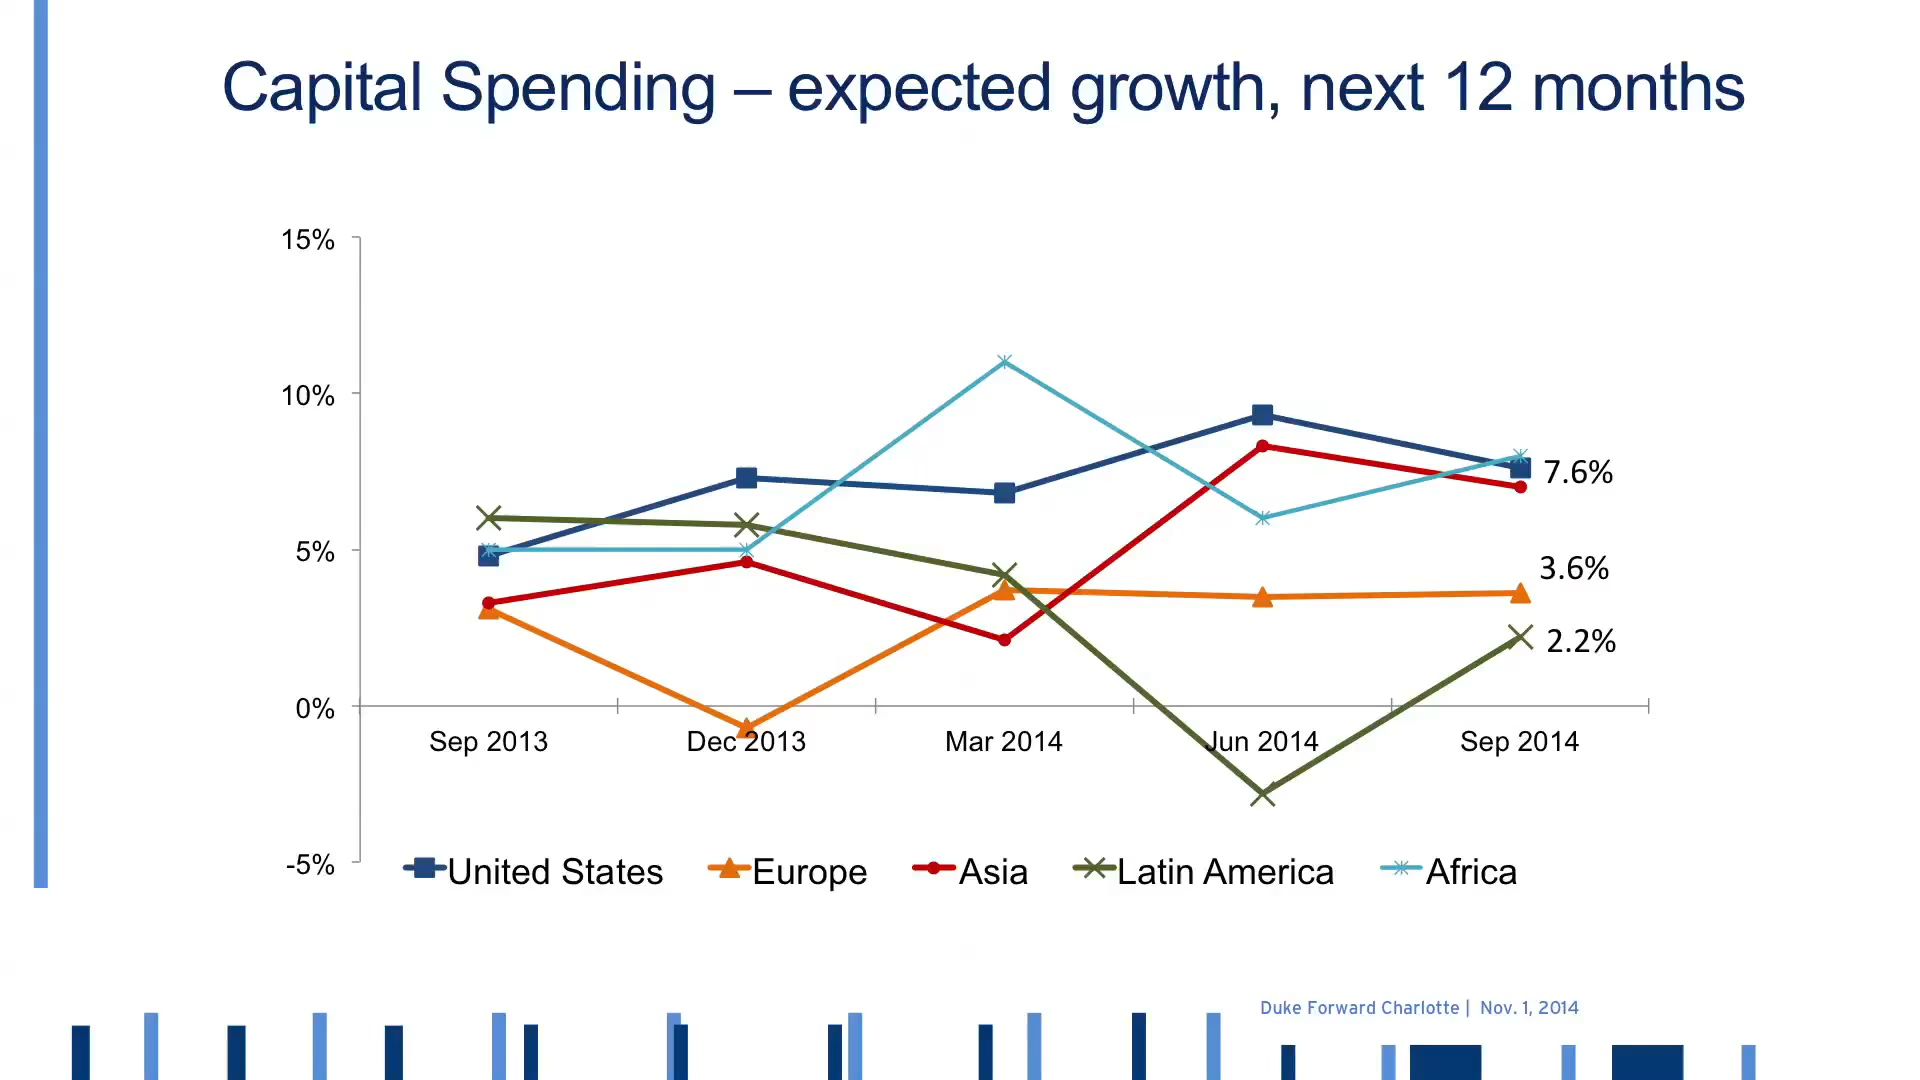 Capital Spending – expected growth, next 12 months
15%
10%
5%
0%
-5%
7.6%
3.6%
2.2%
Sep 2013 Dec 2013 Mar 2014 Jun 2014 Sep 2014
United States Europe Asia Latin America Africa
Duke Forward Charlotte | Nov. 1, 2014